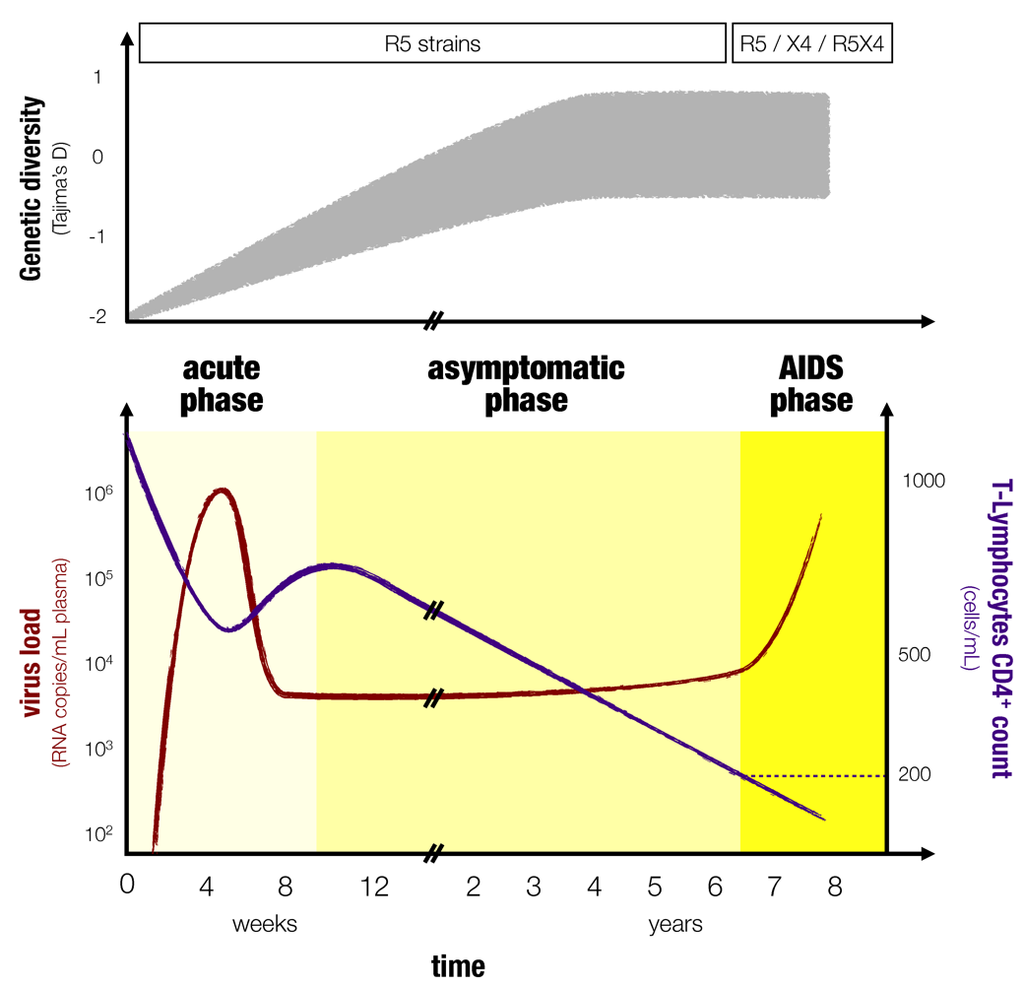 R5 strains
R5 / X4 / R5X4
Genetic diversity
(Tajima's D)
1
0
-1
-2
acute
phase
asymptomatic
phase
AIDS
phase
virus load
(RNA copies/mL plasma)
10⁶
10⁵
10⁴
10³
10²
1000
500
200
T-Lymphocytes CD4⁺ count
(cells/mL)
0 4 8 12 2 3 4 5 6 7 8
weeks years
time